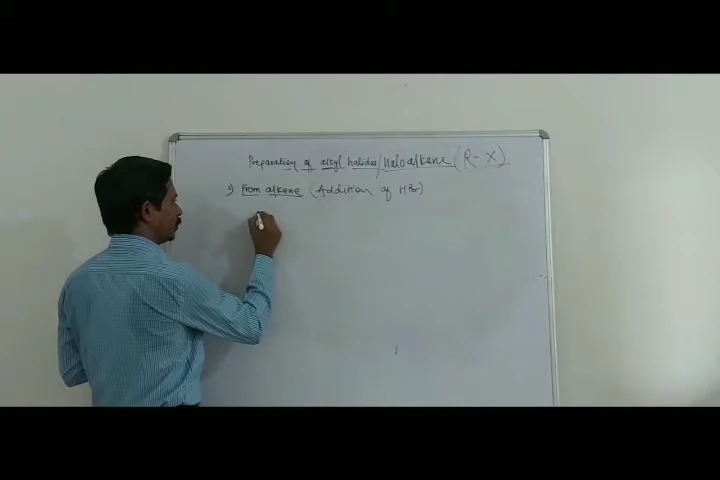 Preparation of alkyl halides/Haloalkane (R-X)
1) From alkene (Addition of HBr)